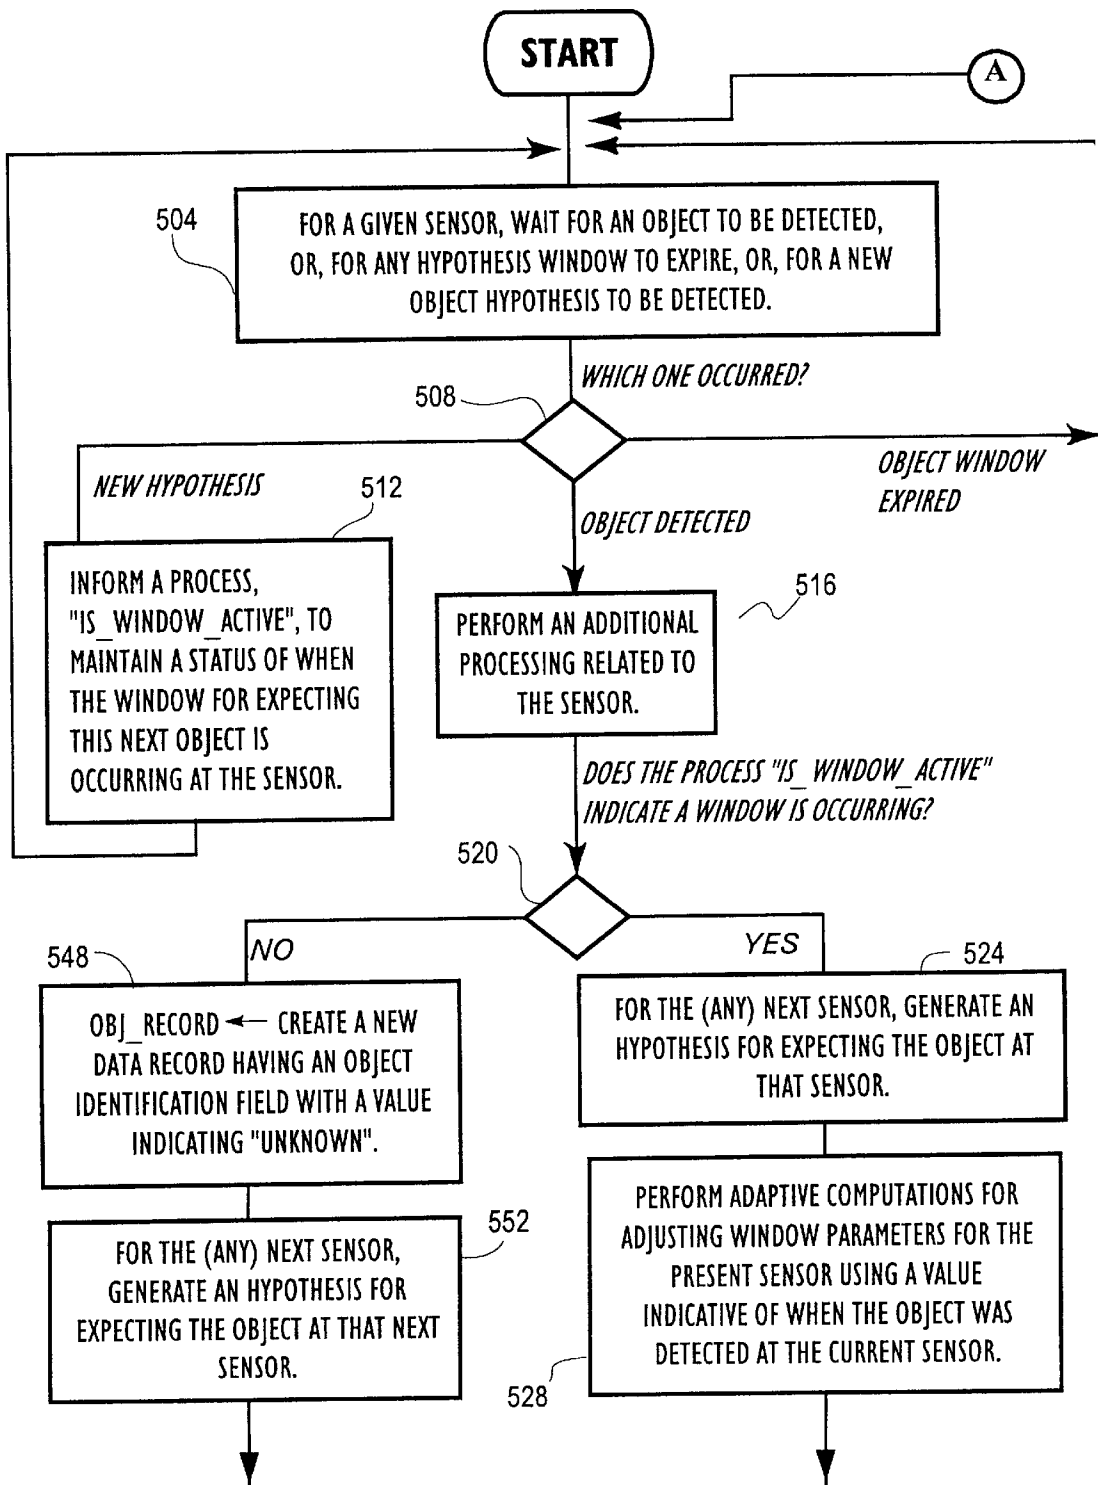 START
A
504
FOR A GIVEN SENSOR, WAIT FOR AN OBJECT TO BE DETECTED,
OR, FOR ANY HYPOTHESIS WINDOW TO EXPIRE, OR, FOR A NEW
OBJECT HYPOTHESIS TO BE DETECTED.
WHICH ONE OCCURRED?
508
NEW HYPOTHESIS
OBJECT WINDOW
EXPIRED
OBJECT DETECTED
512
INFORM A PROCESS,
"IS_WINDOW_ACTIVE", TO
MAINTAIN A STATUS OF WHEN
THE WINDOW FOR EXPECTING
THIS NEXT OBJECT IS
OCCURRING AT THE SENSOR.
516
PERFORM AN ADDITIONAL
PROCESSING RELATED TO
THE SENSOR.
DOES THE PROCESS "IS_WINDOW_ACTIVE"
INDICATE A WINDOW IS OCCURRING?
520
NO
YES
548
OBJ_RECORD ← CREATE A NEW
DATA RECORD HAVING AN OBJECT
IDENTIFICATION FIELD WITH A VALUE
INDICATING "UNKNOWN".
524
FOR THE (ANY) NEXT SENSOR, GENERATE AN
HYPOTHESIS FOR EXPECTING THE OBJECT AT
THAT SENSOR.
552
FOR THE (ANY) NEXT SENSOR,
GENERATE AN HYPOTHESIS FOR
EXPECTING THE OBJECT AT THAT NEXT
SENSOR.
PERFORM ADAPTIVE COMPUTATIONS FOR
ADJUSTING WINDOW PARAMETERS FOR THE
PRESENT SENSOR USING A VALUE
INDICATIVE OF WHEN THE OBJECT WAS
DETECTED AT THE CURRENT SENSOR.
528